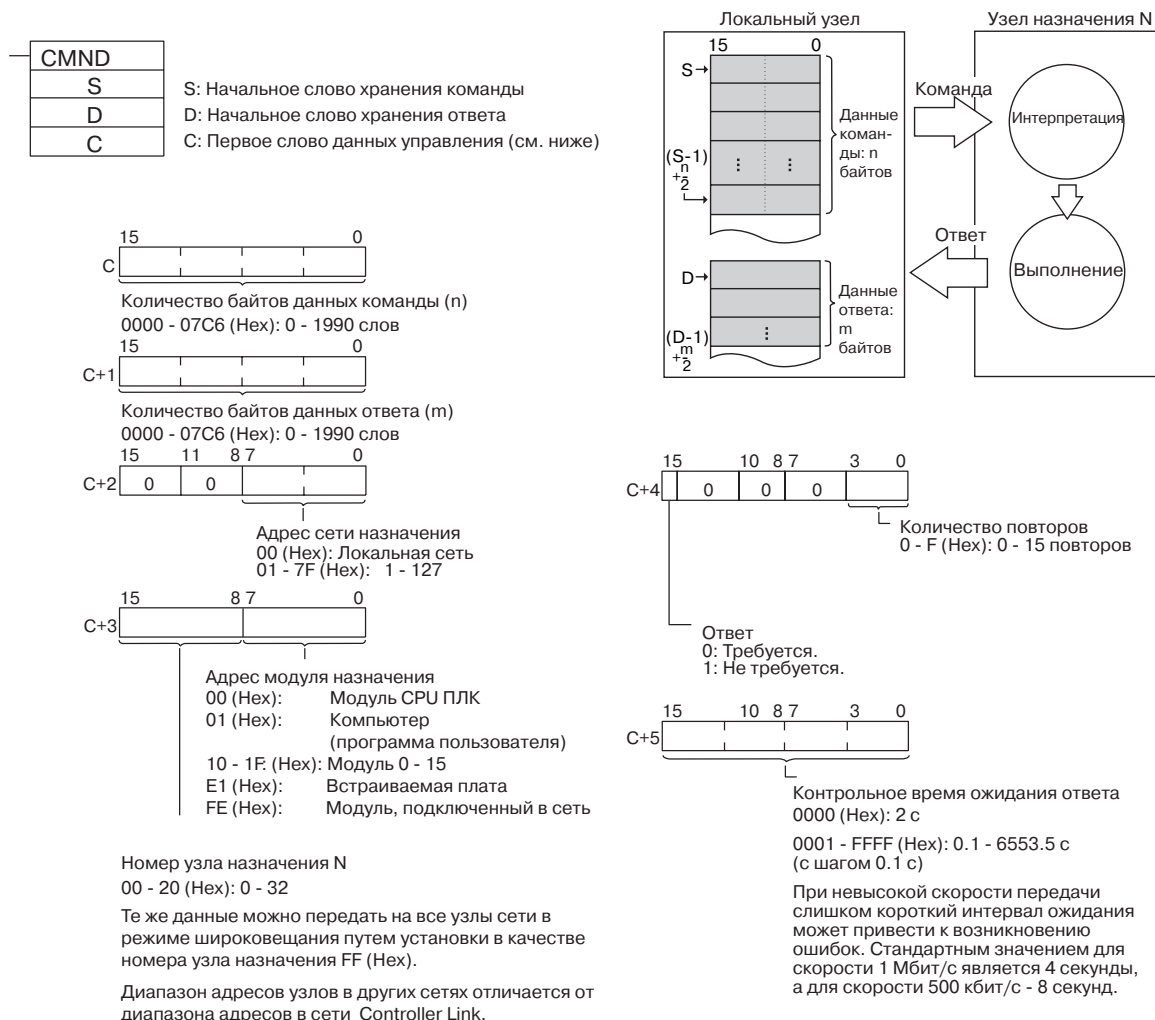 CMND
S
D
C
S: Начальное слово хранения команды
D: Начальное слово хранения ответа
C: Первое слово данных управления (см. ниже)
Локальный узел
Узел назначения N
15 0
S
(S-1)
+n/2
Данные
коман-
ды: n
байтов
Команда
Интерпретация
Ответ
Выполнение
D
(D-1)
+m/2
Данные
ответа:
m
байтов
15 0
C
Количество байтов данных команды (n)
0000 - 07C6 (Hex): 0 - 1990 слов
15 0
C+1
Количество байтов данных ответа (m)
0000 - 07C6 (Hex): 0 - 1990 слов
15 11 8 7 0
C+2 0 0
Адрес сети назначения
00 (Hex): Локальная сеть
01 - 7F (Hex): 1 - 127
15 8 7 0
C+3
Адрес модуля назначения
00 (Hex): Модуль CPU ПЛК
01 (Hex): Компьютер
(программа пользователя)
10 - 1F: (Hex): Модуль 0 - 15
E1 (Hex): Встраиваемая плата
FE (Hex): Модуль, подключенный в сеть
Номер узла назначения N
00 - 20 (Hex): 0 - 32
Те же данные можно передать на все узлы сети в
режиме широковещания путем установки в качестве
номера узла назначения FF (Hex).
Диапазон адресов узлов в других сетях отличается от
диапазона адресов в сети Controller Link.
15 10 8 7 3 0
C+4 0 0 0
Количество повторов
0 - F (Hex): 0 - 15 повторов
Ответ
0: Требуется.
1: Не требуется.
15 10 8 7 3 0
C+5
Контрольное время ожидания ответа
0000 (Hex): 2 с
0001 - FFFF (Hex): 0.1 - 6553.5 с
(с шагом 0.1 с)
При невысокой скорости передачи
слишком короткий интервал ожидания
может привести к возникновению
ошибок. Стандартным значением для
скорости 1 Мбит/с является 4 секунды,
а для скорости 500 кбит/с - 8 секунд.